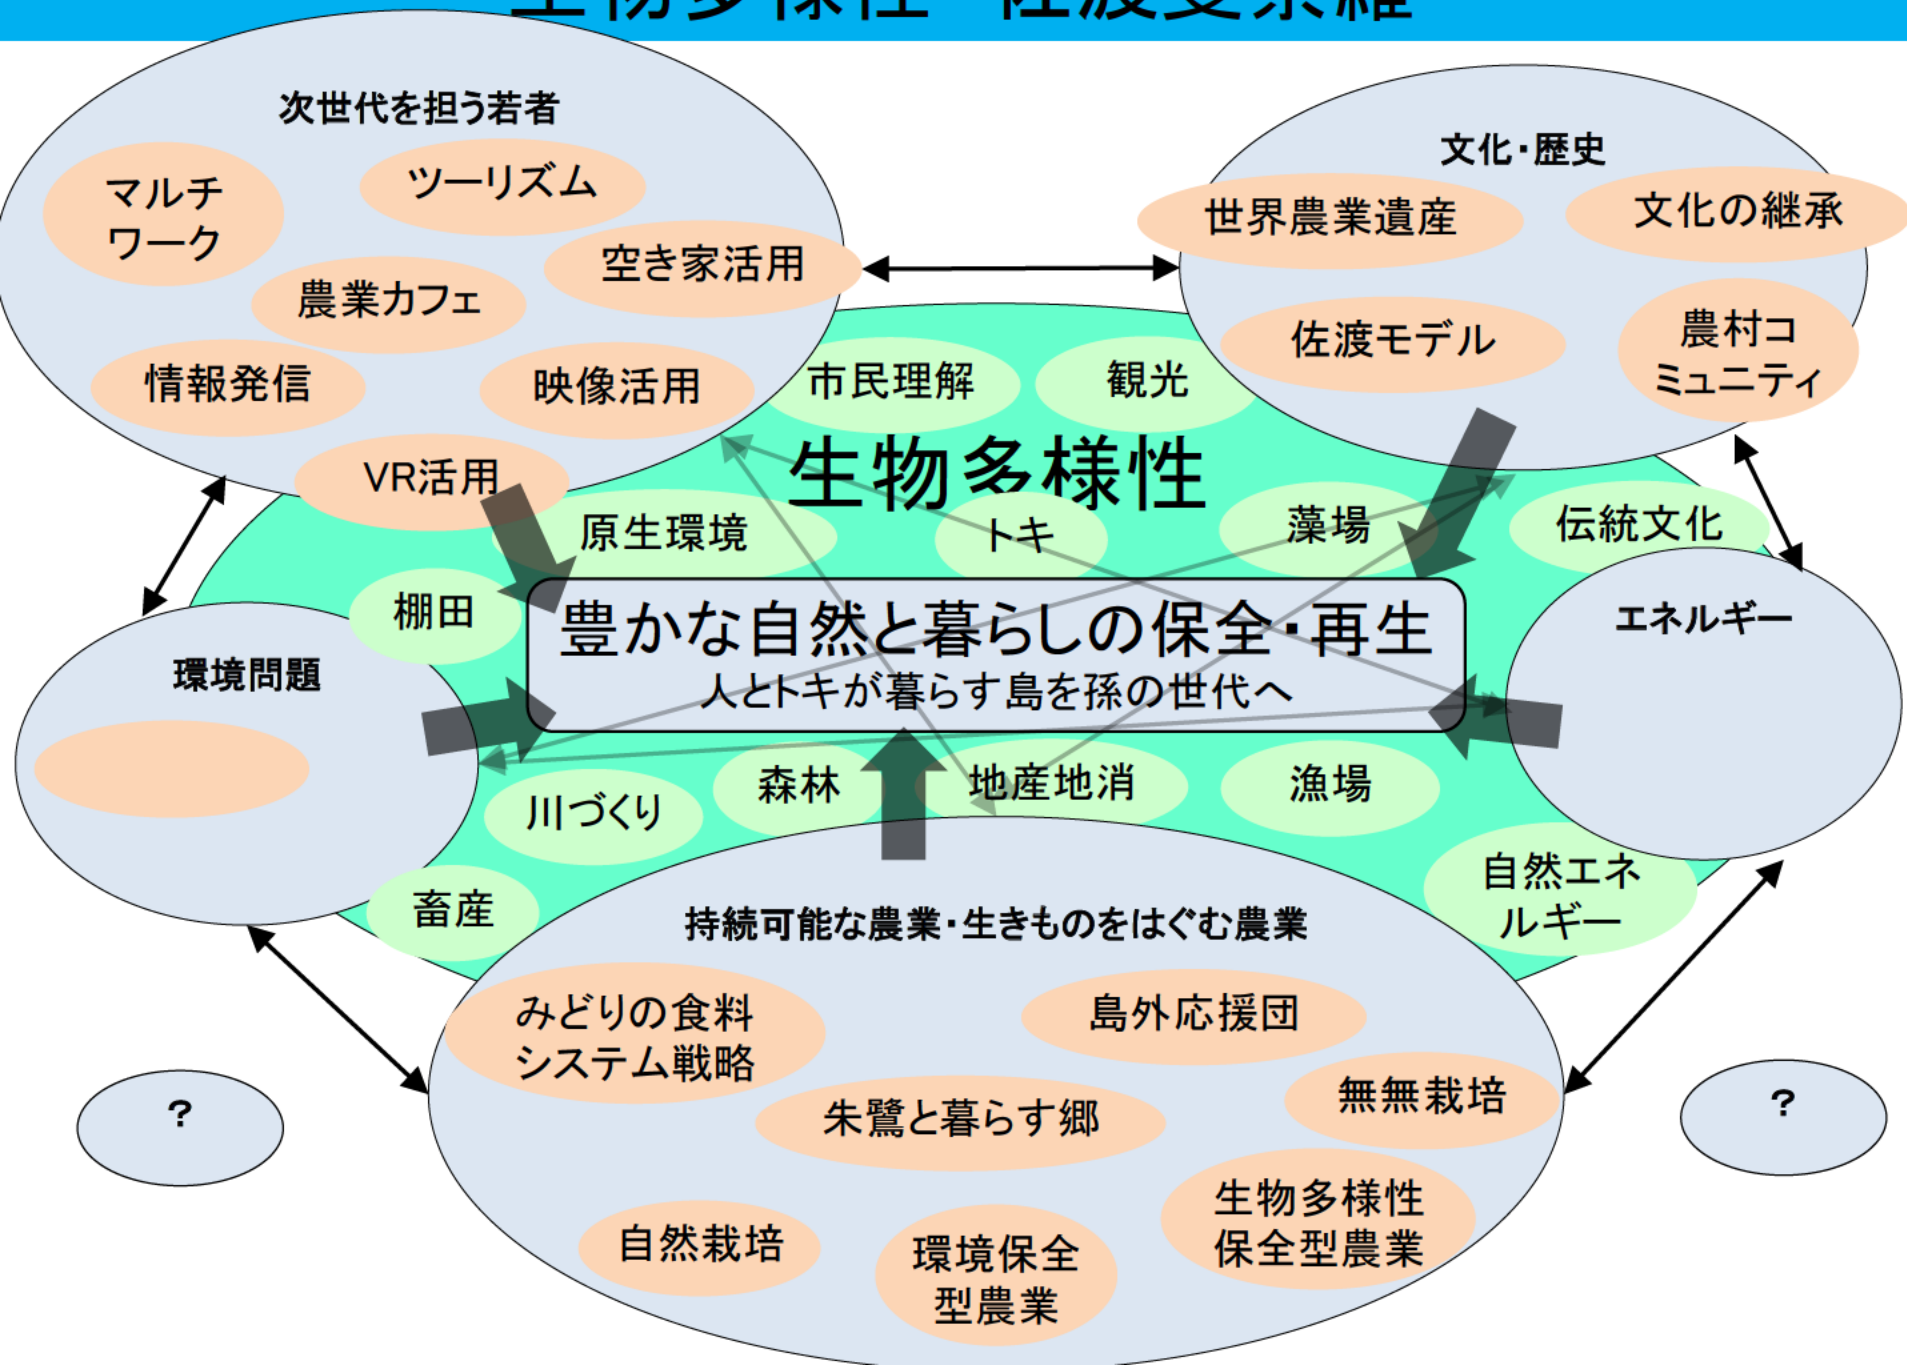 生物多様性 佐渡曼荼羅
次世代を担う若者
マルチ
ワーク
ツーリズム
空き家活用
農業カフェ
情報発信
映像活用
VR活用
文化・歴史
世界農業遺産
文化の継承
佐渡モデル
農村コ
ミュニティ
市民理解
観光
生物多様性
原生環境
トキ
藻場
伝統文化
棚田
豊かな自然と暮らしの保全・再生
人とトキが暮らす島を孫の世代へ
環境問題
エネルギー
川づくり
森林
地産地消
漁場
畜産
自然エネ
ルギー
持続可能な農業・生きものをはぐむ農業
みどりの食料
システム戦略
島外応援団
朱鷺と暮らす郷
無無栽培
自然栽培
環境保全
型農業
生物多様性
保全型農業
?
?